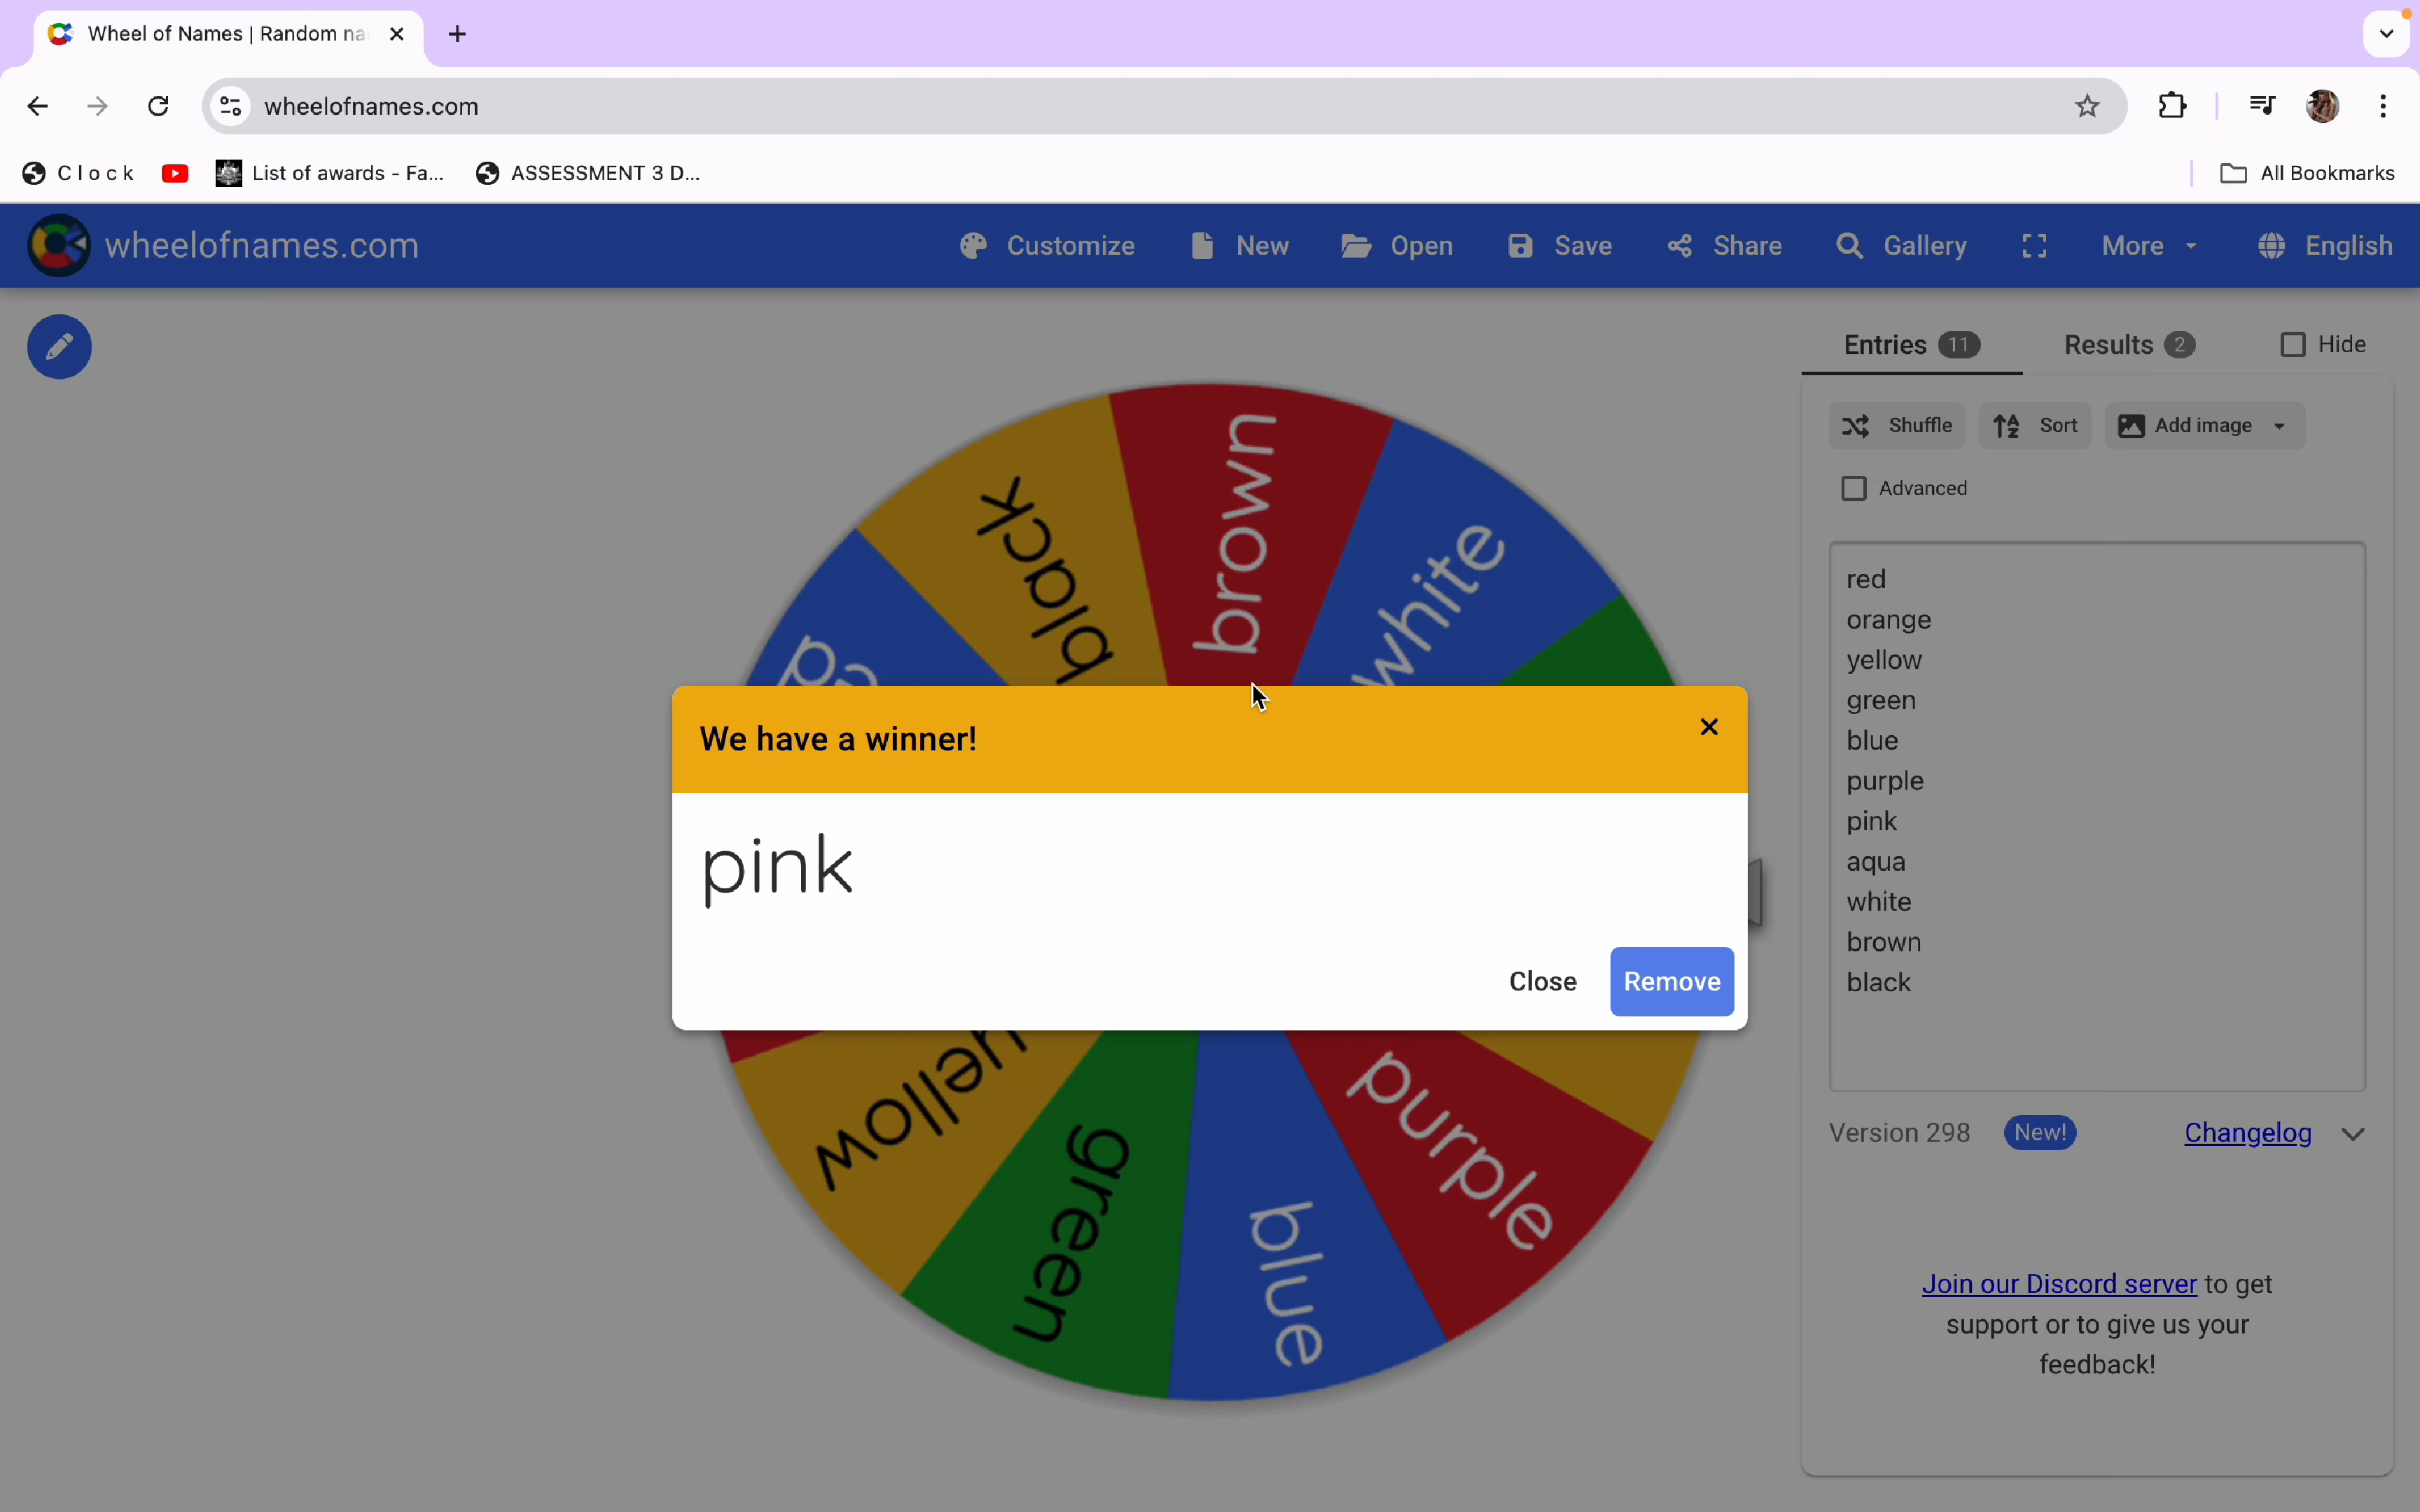 Wheel of Names | Random na
wheelofnames.com
Clock
List of awards - Fa...
ASSESSMENT 3 D...
All Bookmarks
wheelofnames.com
Customize
New
Open
Save
Share
Gallery
More
English
Entries 11
Results 2
Hide
Shuffle
Sort
Add image
Advanced
red
orange
yellow
green
blue
purple
pink
aqua
white
brown
black
brown
black
white
We have a winner!
pink
Close
Remove
yellow
green
blue
purple
Version 298
New!
Changelog
Join our Discord server to get
support or to give us your
feedback!